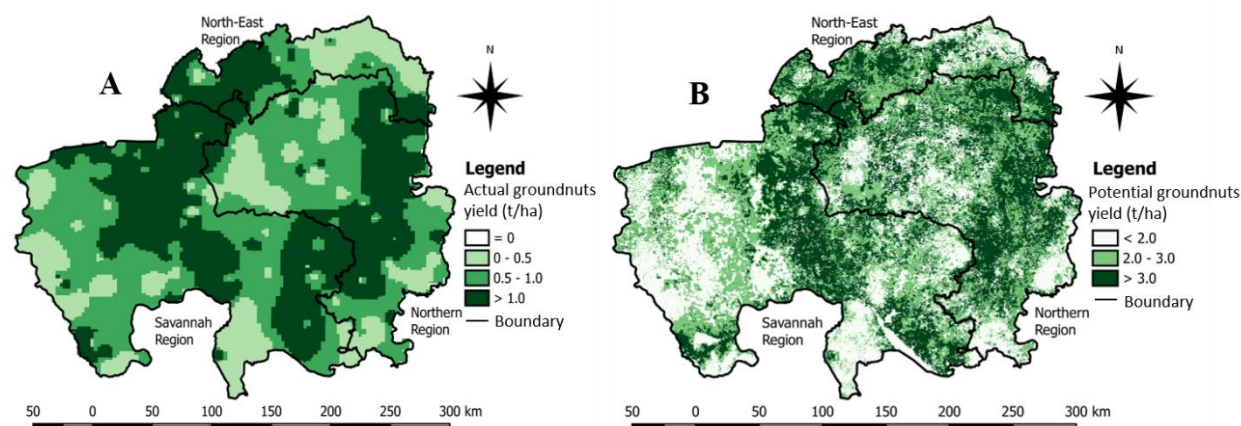 North-East
Region
A
N
Legend
Actual groundnuts
yield (t/ha)
= 0
0 - 0.5
0.5 - 1.0
> 1.0
Boundary
Savannah
Region
Northern
Region
50 0 50 100 150 200 250 300 km
North-East
Region
B
N
Legend
Potential groundnuts
yield (t/ha)
< 2.0
2.0 - 3.0
> 3.0
Boundary
Savannah
Region
Northern
Region
50 0 50 100 150 200 250 300 km